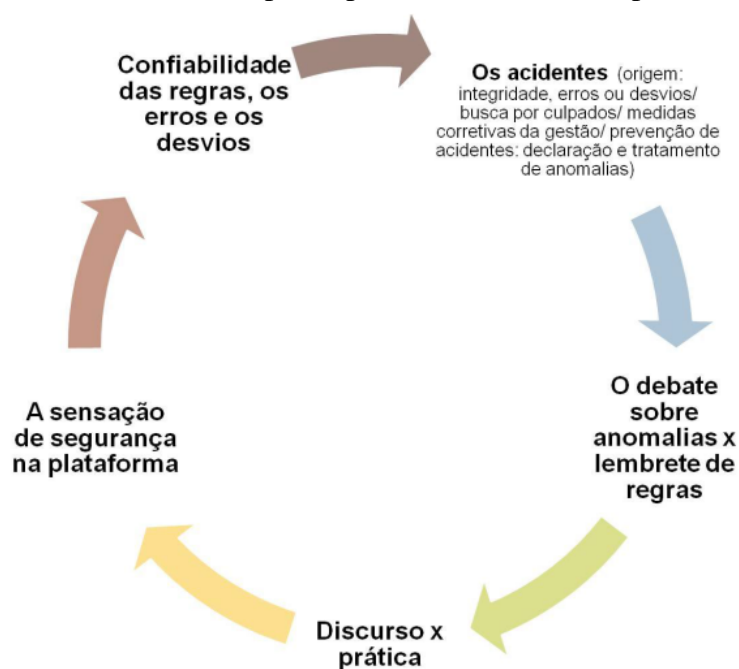 Confiabilidade
das regras, os
erros e os
desvios
Os acidentes (origem:
integridade, erros ou desvios/
busca por culpados/ medidas
corretivas da gestão/ prevenção de
acidentes: declaração e tratamento
de anomalias)
O debate
sobre
anomalias x
lembrete de
regras
Discurso x
prática
A sensação
de segurança
na plataforma